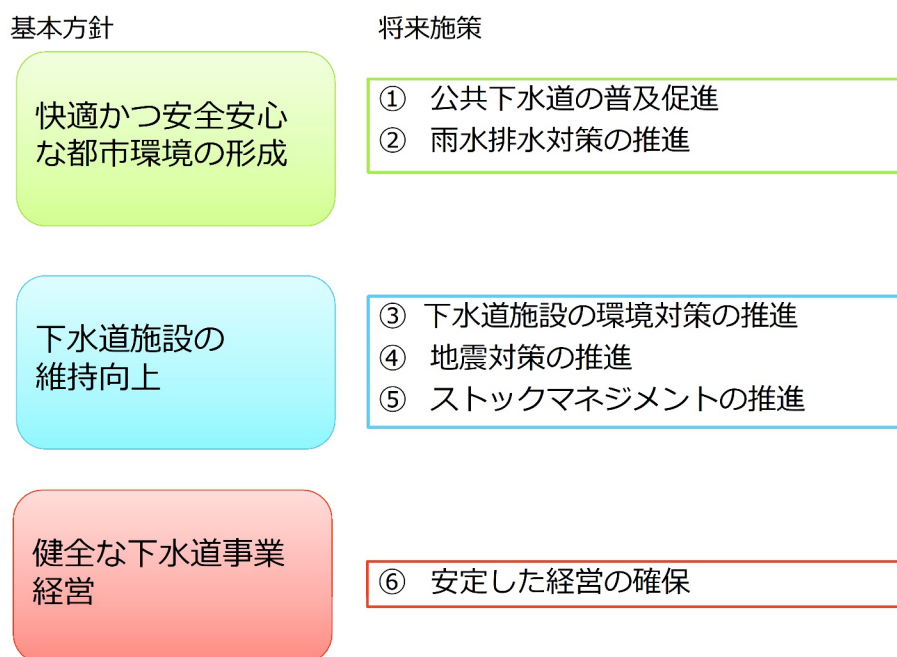 基本方針
将来施策
快適かつ安全安心
な都市環境の形成
① 公共下水道の普及促進
② 雨水排水対策の推進
下水道施設の
維持向上
③ 下水道施設の環境対策の推進
④ 地震対策の推進
⑤ ストックマネジメントの推進
健全な下水道事業
経営
⑥ 安定した経営の確保